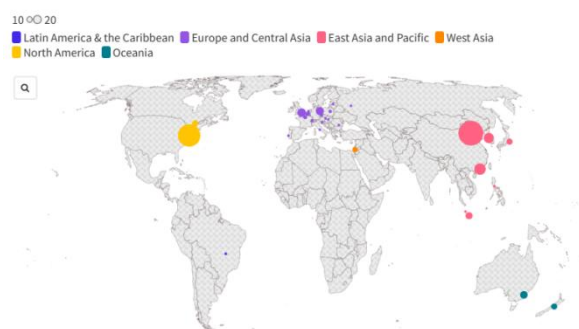 10 20
Latin America & the Caribbean Europe and Central Asia East Asia and Pacific West Asia
North America Oceania